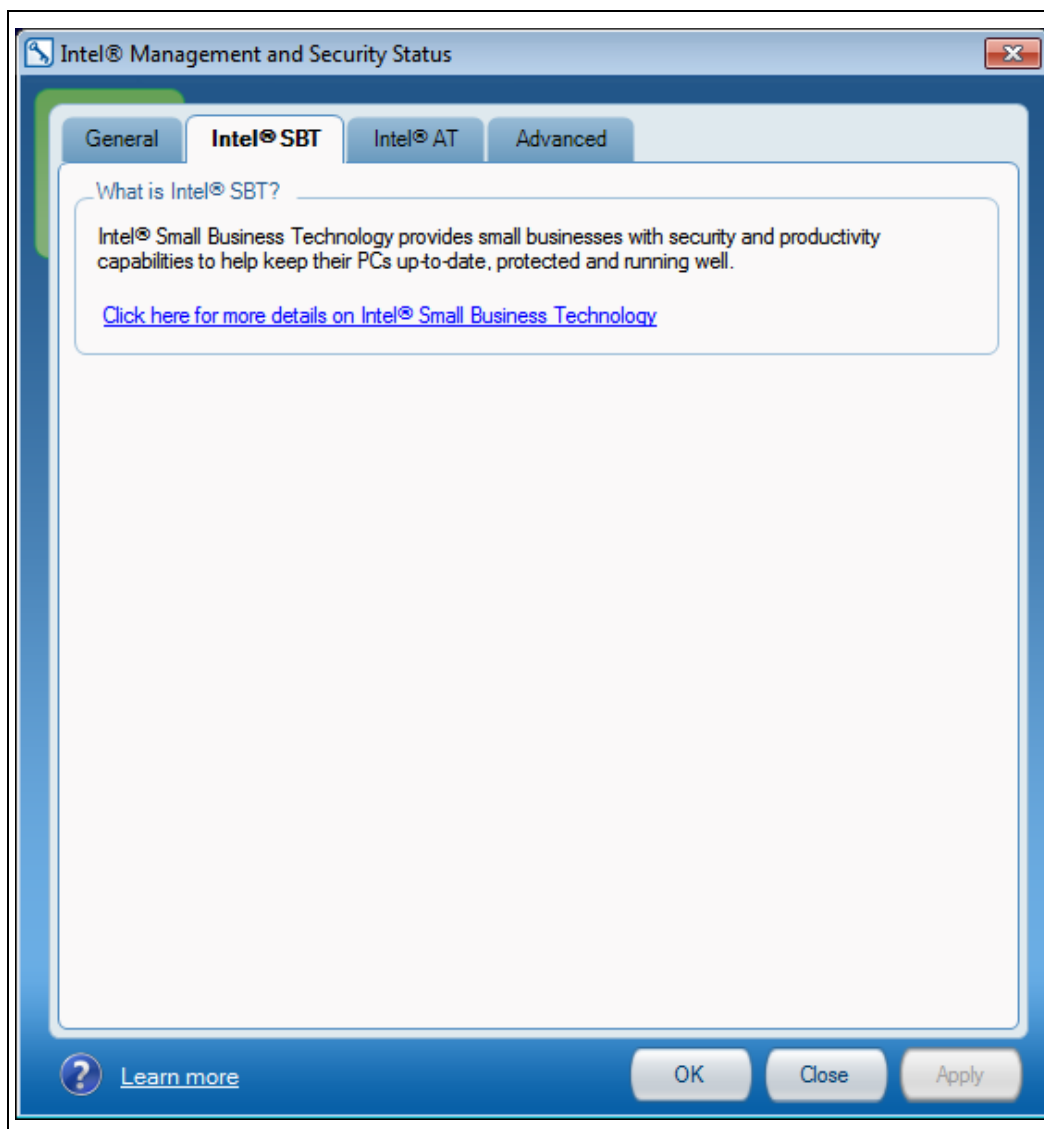 Intel® Management and Security Status
General
Intel® SBT
Intel® AT
Advanced
What is Intel® SBT?
Intel® Small Business Technology provides small businesses with security and productivity
capabilities to help keep their PCs up-to-date, protected and running well.
Click here for more details on Intel® Small Business Technology
? Learn more
OK
Close
Apply